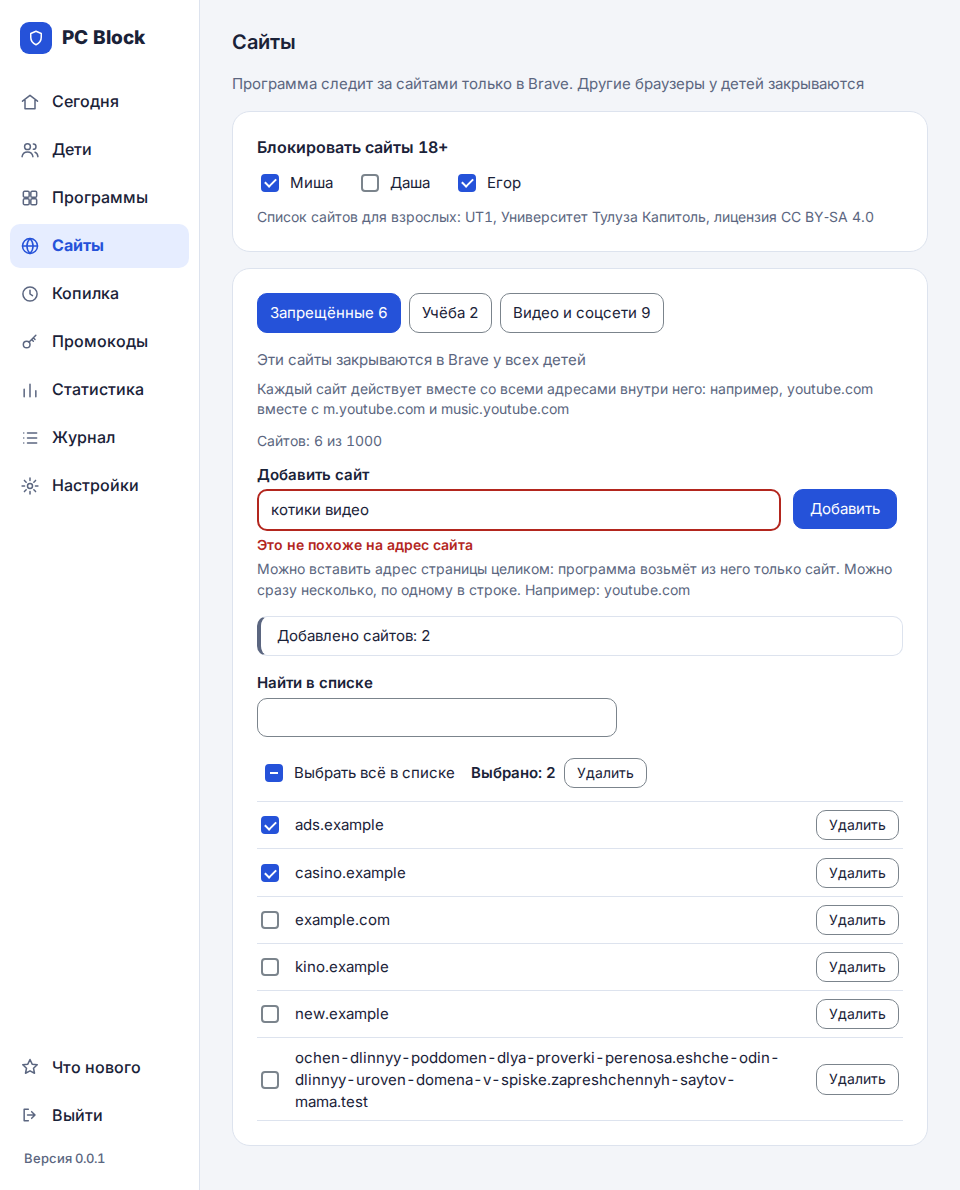 PC Block
Сегодня
Дети
Программы
Сайты
Копилка
Промокоды
Статистика
Журнал
Настройки
Что нового
Выйти
Версия 0.0.1
Сайты
Программа следит за сайтами только в Brave. Другие браузеры у детей закрываются
Блокировать сайты 18+
Миша Даша Егор
Список сайтов для взрослых: UT1, Университет Тулуза Капитоль, лицензия CC BY-SA 4.0
Запрещённые 6 Учёба 2 Видео и соцсети 9
Эти сайты закрываются в Brave у всех детей
Каждый сайт действует вместе со всеми адресами внутри него: например, youtube.com
вместе с m.youtube.com и music.youtube.com
Сайтов: 6 из 1000
Добавить сайт
котики видео Добавить
Это не похоже на адрес сайта
Можно вставить адрес страницы целиком: программа возьмёт из него только сайт. Можно
сразу несколько, по одному в строке. Например: youtube.com
Добавлено сайтов: 2
Найти в списке
Выбрать всё в списке Выбрано: 2 Удалить
ads.example Удалить
casino.example Удалить
example.com Удалить
kino.example Удалить
new.example Удалить
ochen-dlinnyy-poddomen-dlya-proverki-perenosa.eshche-odin-
dlinnyy-uroven-domena-v-spiske.zapreshchennyh-saytov- Удалить
mama.test